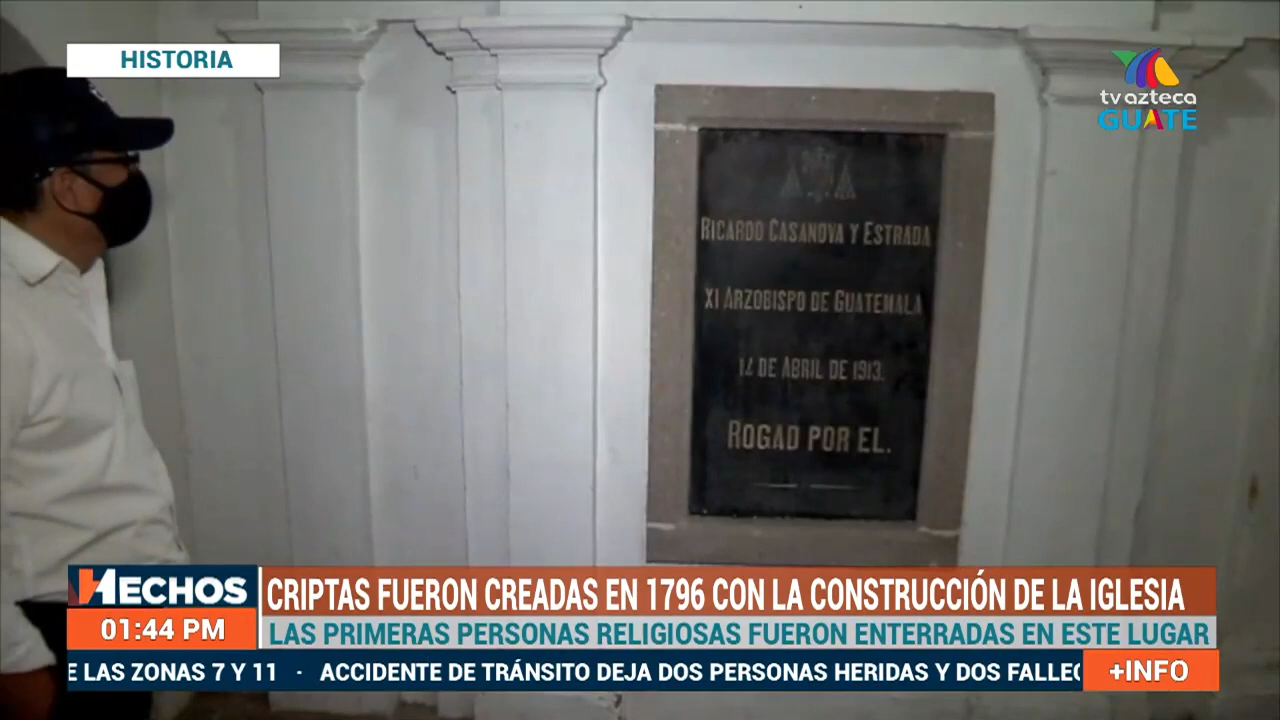 HISTORIA
tv azteca
GUATE
RICARDO CASANOVA Y ESTRADA
XI ARZOBISPO DE GUATEMALA
14 DE ABRIL DE 1913.
ROGAD POR EL.
HECHOS
CRIPTAS FUERON CREADAS EN 1796 CON LA CONSTRUCCIÓN DE LA IGLESIA
01:44 PM
LAS PRIMERAS PERSONAS RELIGIOSAS FUERON ENTERRADAS EN ESTE LUGAR
E LAS ZONAS 7 Y 11 · ACCIDENTE DE TRÁNSITO DEJA DOS PERSONAS HERIDAS Y DOS FALLEC
+INFO